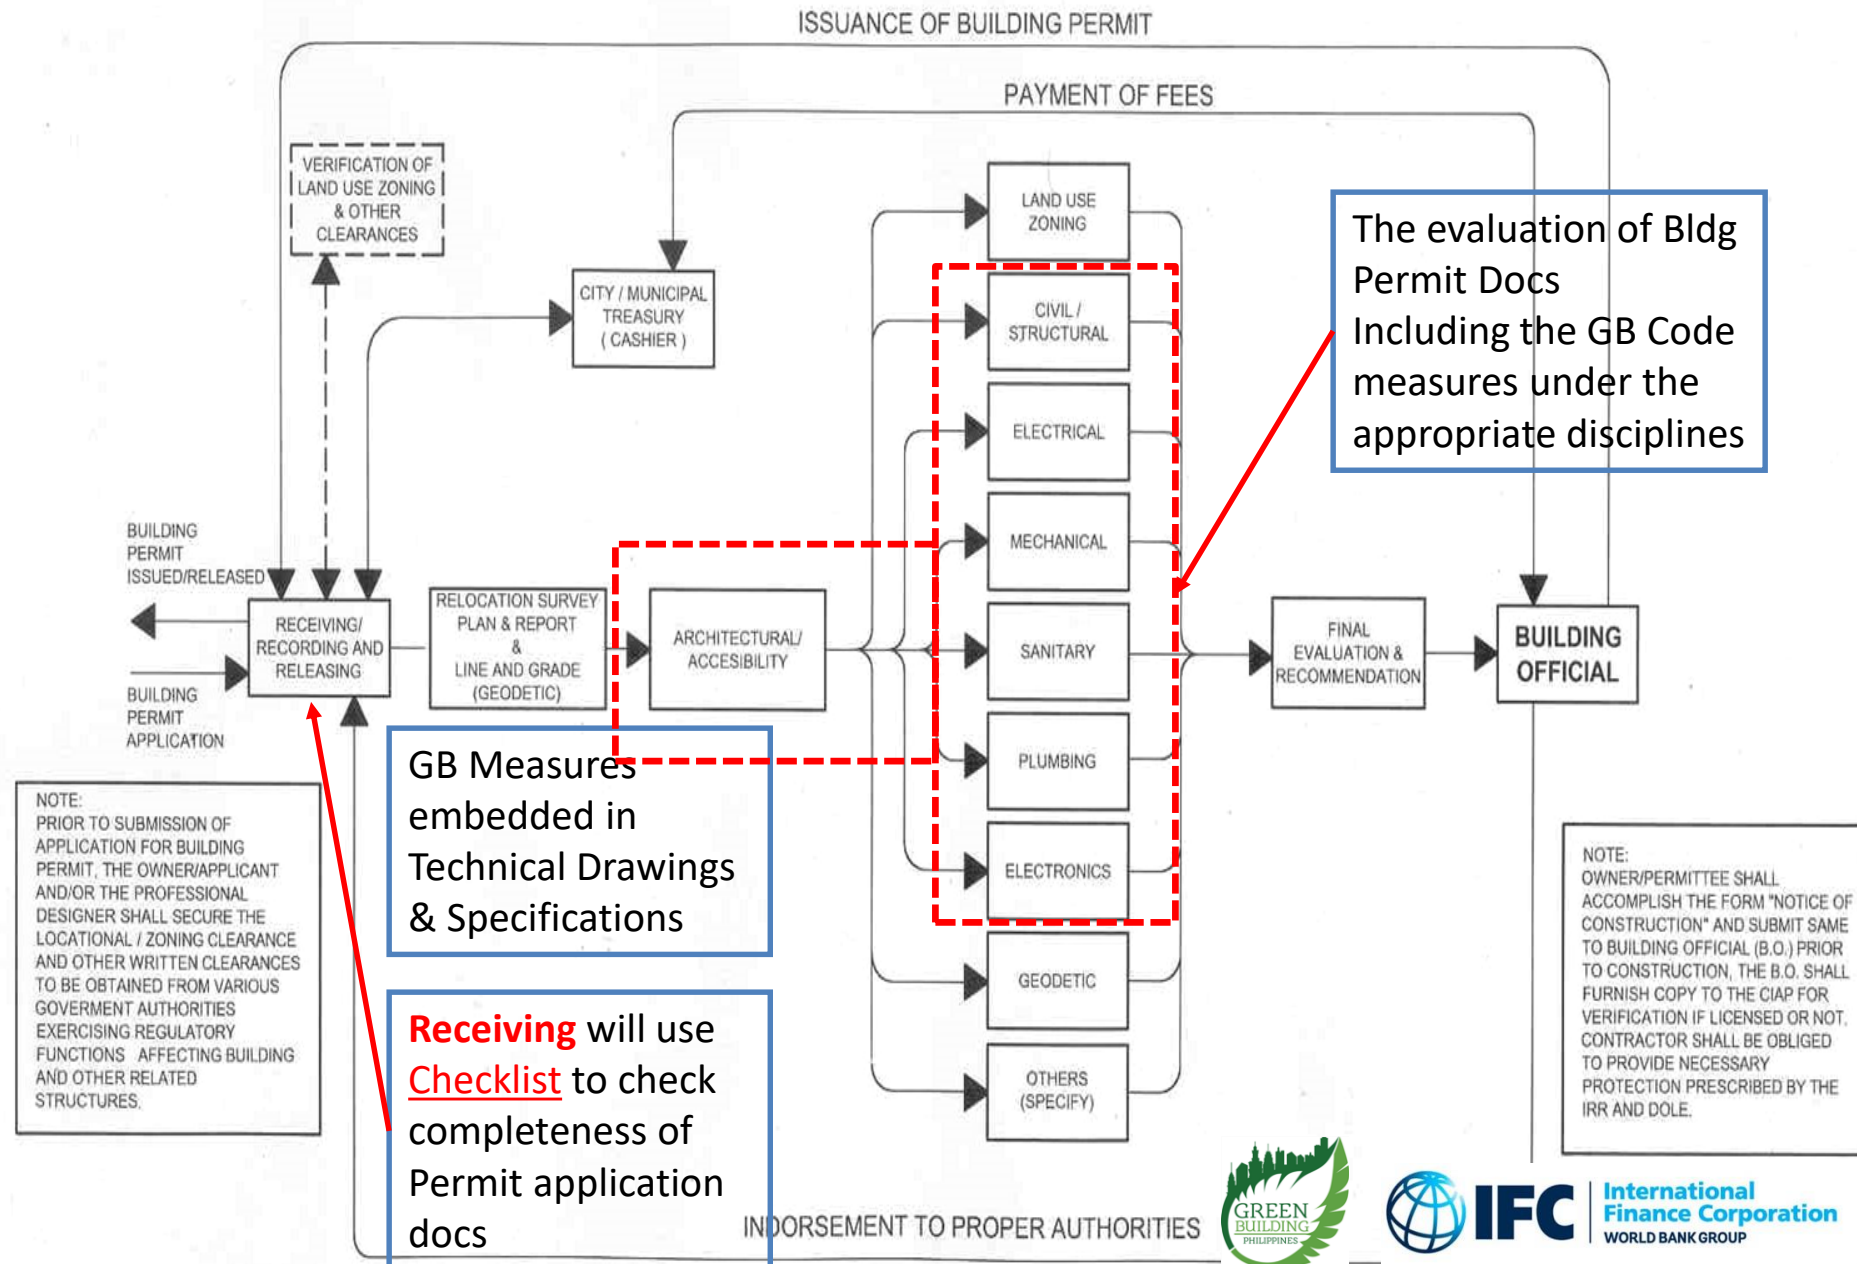 ISSUANCE OF BUILDING PERMIT
PAYMENT OF FEES
VERIFICATION OF
LAND USE ZONING
& OTHER
CLEARANCES
CITY / MUNICIPAL
TREASURY
( CASHIER )
LAND USE
ZONING
CIVIL /
STRUCTURAL
ELECTRICAL
MECHANICAL
SANITARY
PLUMBING
ELECTRONICS
GEODETIC
OTHERS
(SPECIFY)
The evaluation of Bldg
Permit Docs
Including the GB Code
measures under the
appropriate disciplines
BUILDING
PERMIT
ISSUED/RELEASED
BUILDING
PERMIT
APPLICATION
RECEIVING/
RECORDING AND
RELEASING
RELOCATION SURVEY
PLAN & REPORT
&
LINE AND GRADE
(GEODETIC)
ARCHITECTURAL/
ACCESIBILITY
FINAL
EVALUATION &
RECOMMENDATION
BUILDING
OFFICIAL
GB Measures
embedded in
Technical Drawings
& Specifications
Receiving will use
Checklist to check
completeness of
Permit application
docs
NOTE:
PRIOR TO SUBMISSION OF
APPLICATION FOR BUILDING
PERMIT, THE OWNER/APPLICANT
AND/OR THE PROFESSIONAL
DESIGNER SHALL SECURE THE
LOCATIONAL / ZONING CLEARANCE
AND OTHER WRITTEN CLEARANCES
TO BE OBTAINED FROM VARIOUS
GOVERMENT AUTHORITIES
EXERCISING REGULATORY
FUNCTIONS AFFECTING BUILDING
AND OTHER RELATED
STRUCTURES.
NOTE:
OWNER/PERMITTEE SHALL
ACCOMPLISH THE FORM "NOTICE OF
CONSTRUCTION" AND SUBMIT SAME
TO BUILDING OFFICIAL (B.O.) PRIOR
TO CONSTRUCTION, THE B.O. SHALL
FURNISH COPY TO THE CIAP FOR
VERIFICATION IF LICENSED OR NOT.
CONTRACTOR SHALL BE OBLIGED
TO PROVIDE NECESSARY
PROTECTION PRESCRIBED BY THE
IRR AND DOLE.
INDORSEMENT TO PROPER AUTHORITIES
GREEN
BUILDING
PHILIPPINES
IFC
International
Finance Corporation
WORLD BANK GROUP